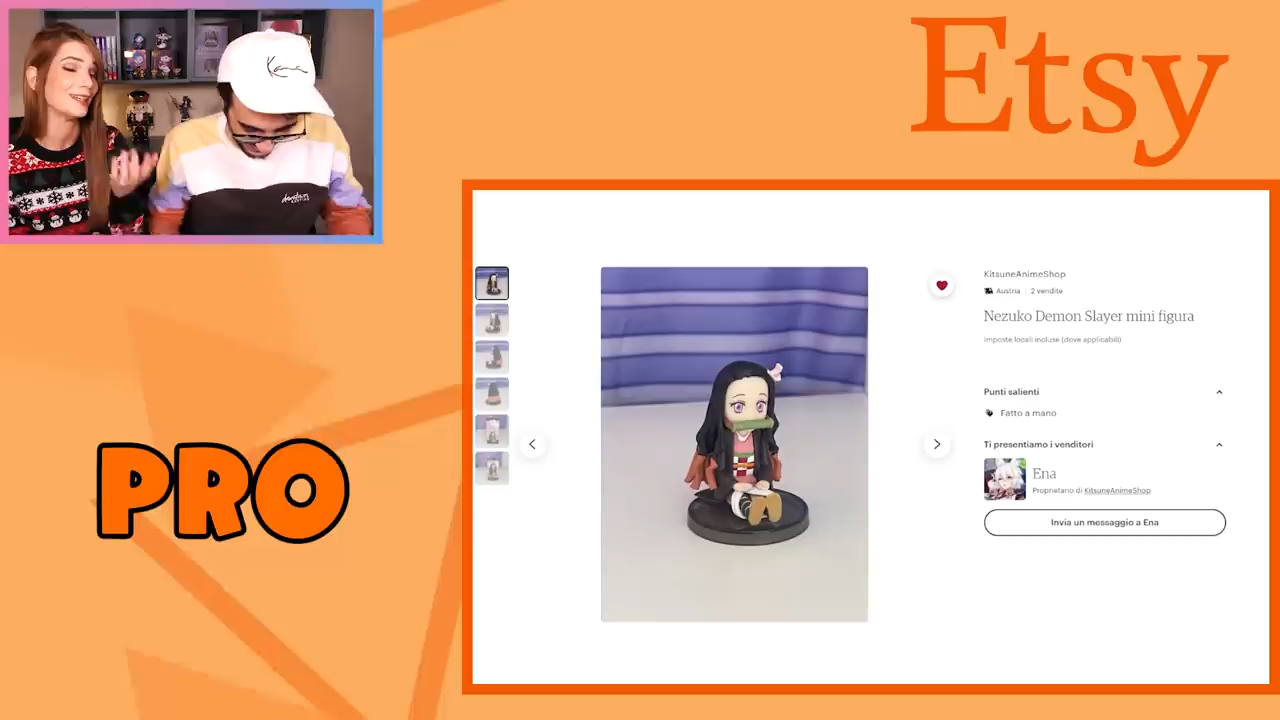 Etsy
KitsuneAnimeShop
Austria | 2 vendite
Nezuko Demon Slayer mini figura
Imposte locali incluse (dove applicabili)
Punti salienti
Fatto a mano
Ti presentiamo i venditori
Ena
Proprietario di KitsuneAnimeShop
Invia un messaggio a Ena
PRO